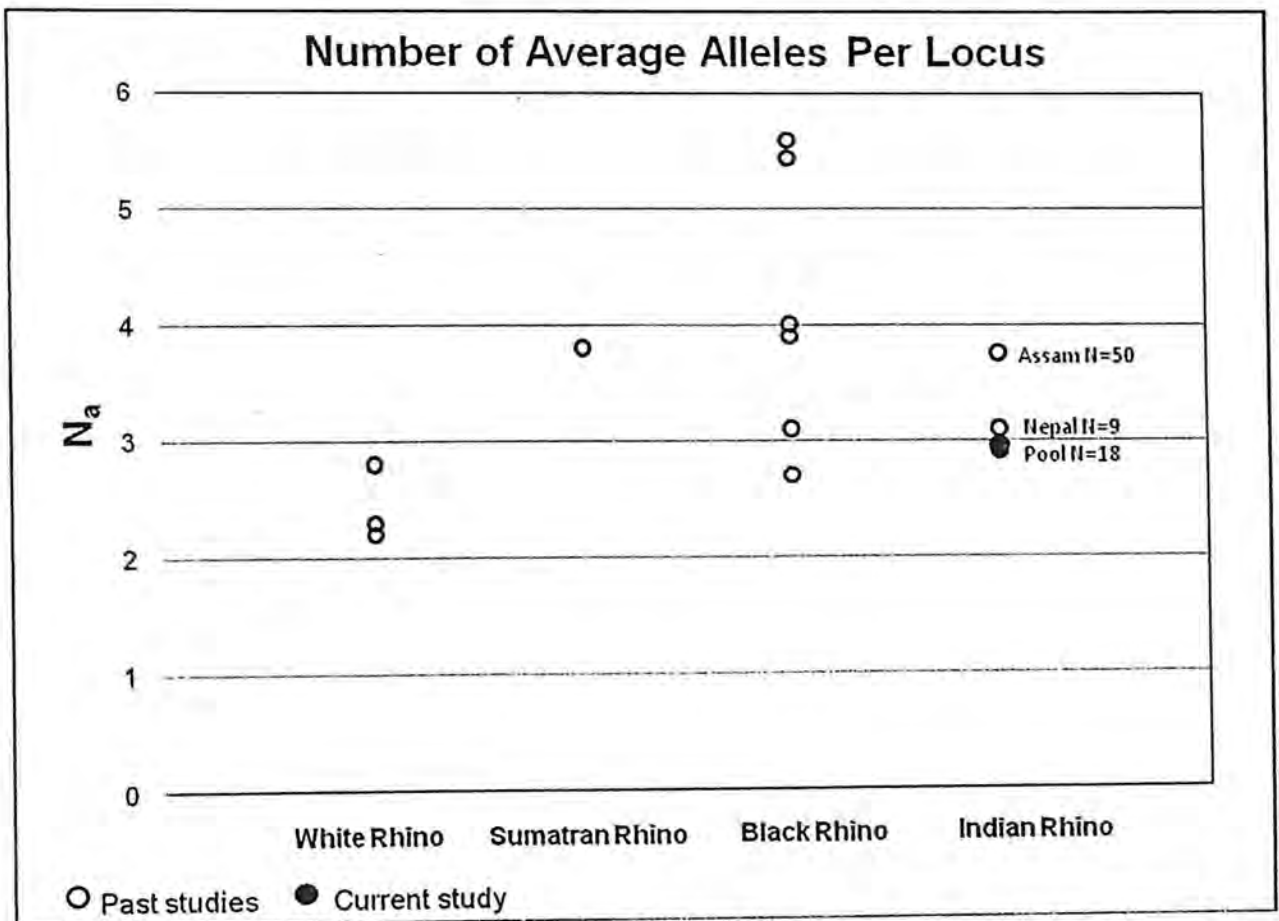 Number of Average Alleles Per Locus
6
5
4
3
2
1
0
Na
Assam N=50
Nepal N=9
Pool N=18
White Rhino Sumatran Rhino Black Rhino Indian Rhino
Past studies Current study